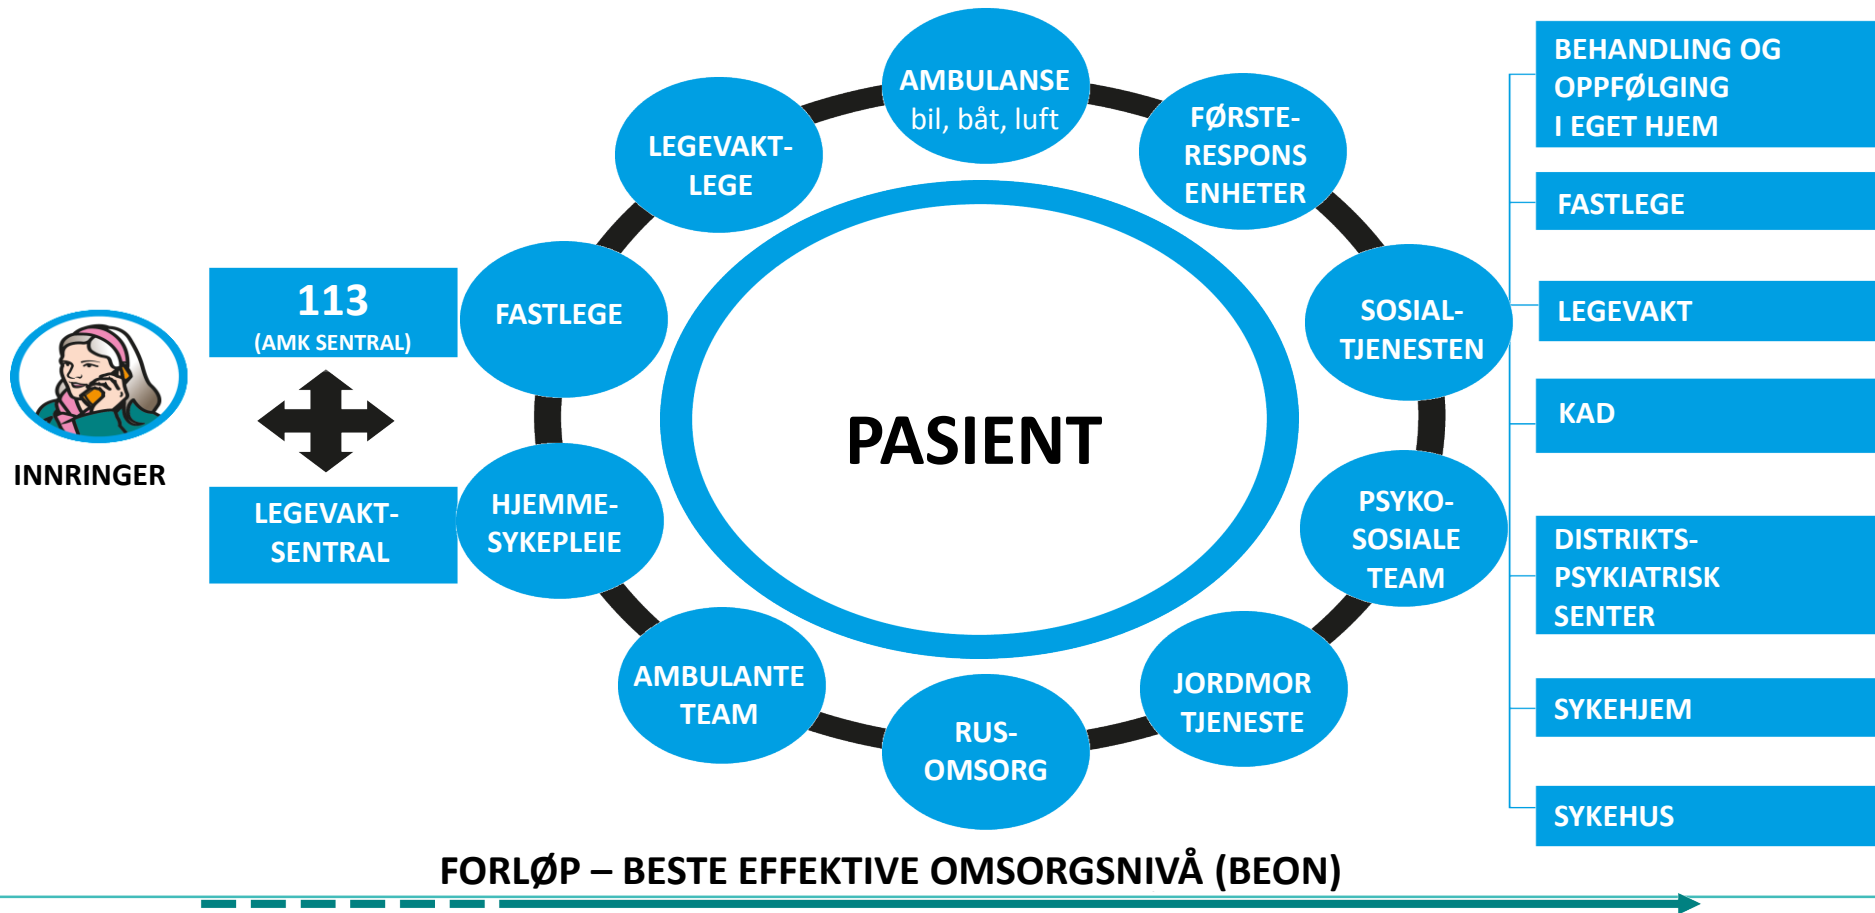 INNRINGER
113
(AMK SENTRAL)
LEGEVAKT-
SENTRAL
FASTLEGE
LEGEVAKT-
LEGE
AMBULANSE
bil, båt, luft
FØRSTE-
RESPONS
ENHETER
SOSIAL-
TJENESTEN
PSYKO-
SOSIALE
TEAM
JORDMOR
TJENESTE
RUS-
OMSORG
AMBULANTE
TEAM
HJEMME-
SYKEPLEIE
PASIENT
BEHANDLING OG
OPPFØLGING
I EGET HJEM
FASTLEGE
LEGEVAKT
KAD
DISTRIKTS-
PSYKIATRISK
SENTER
SYKEHJEM
SYKEHUS
FORLØP – BESTE EFFEKTIVE OMSORGSNIVÅ (BEON)